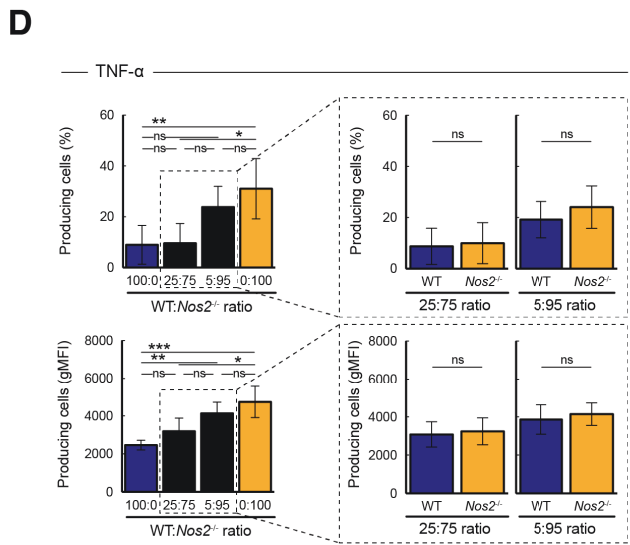 D
TNF-α
Producing cells (%)
60
40
20
0
**
ns
*
ns
ns
ns
100:0
25:75
5:95
0:100
WT:Nos2⁻/⁻ ratio
Producing cells (%)
60
40
20
0
ns
ns
WT
Nos2⁻/⁻
WT
Nos2⁻/⁻
25:75 ratio
5:95 ratio
Producing cells (gMFI)
8000
6000
4000
2000
0
***
**
*
ns
ns
ns
100:0
25:75
5:95
0:100
WT:Nos2⁻/⁻ ratio
Producing cells (gMFI)
8000
6000
4000
2000
0
ns
ns
WT
Nos2⁻/⁻
WT
Nos2⁻/⁻
25:75 ratio
5:95 ratio